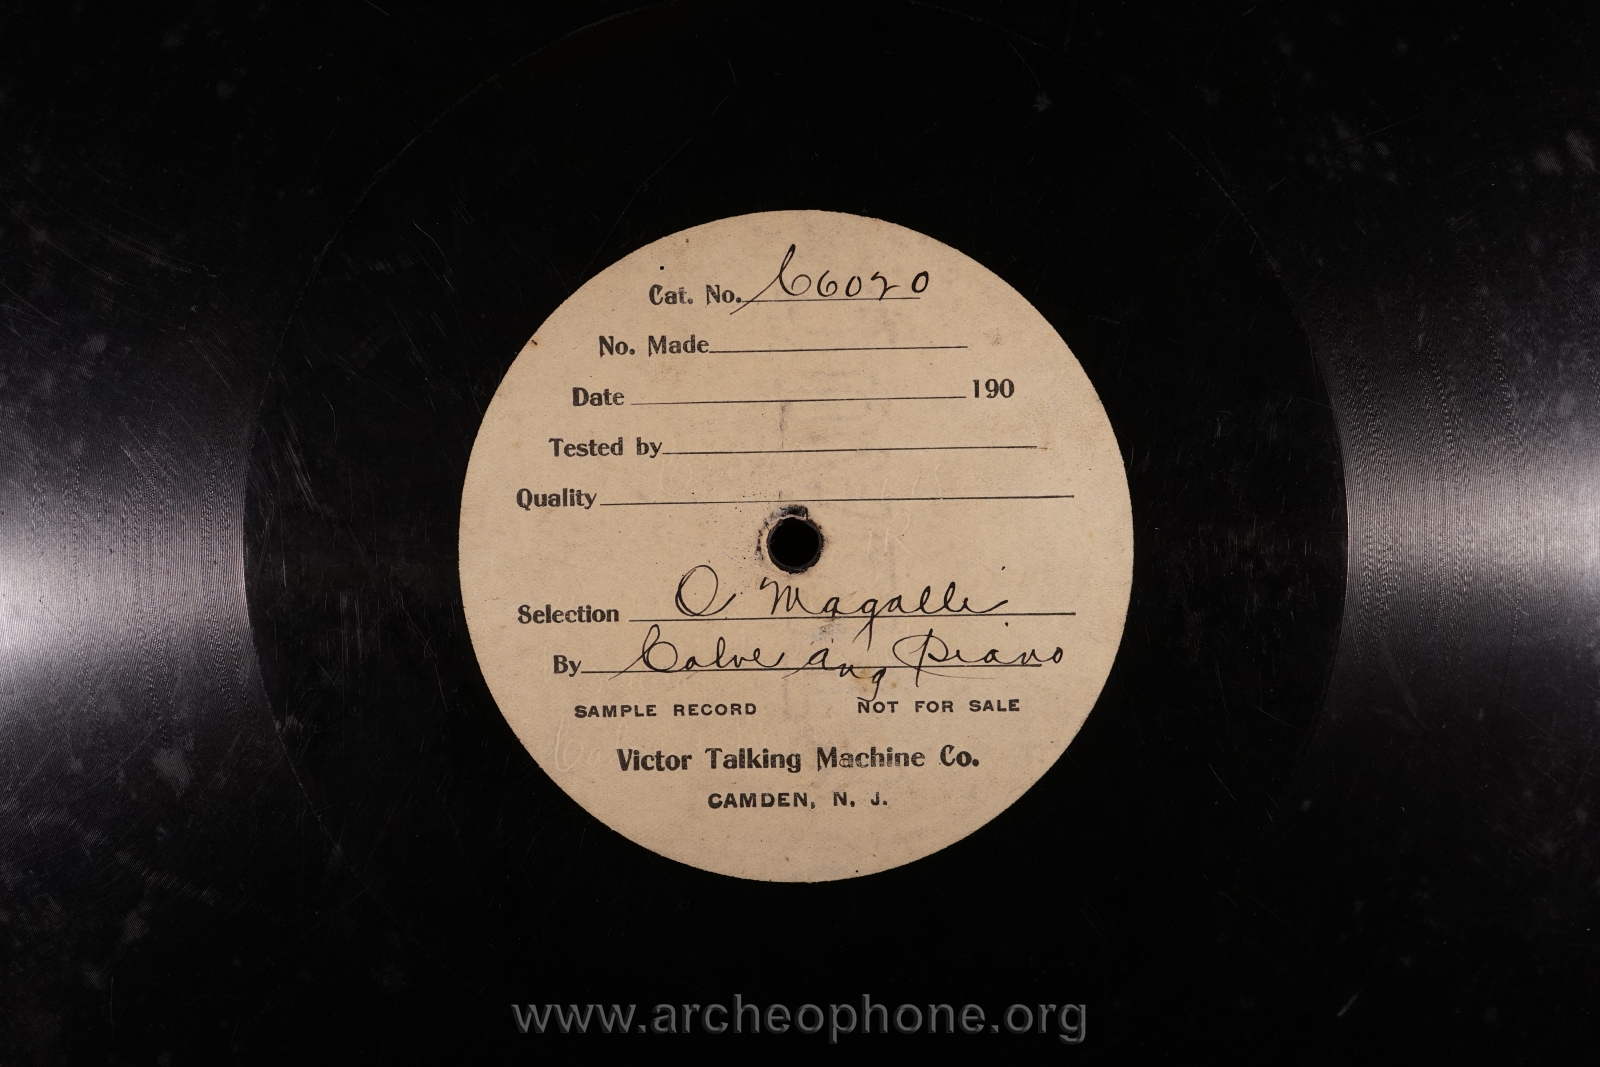 Cat. No. C6020
No. Made
Date 190
Tested by
Quality
Selection O Magalli
By Calve ang Piano
SAMPLE RECORD NOT FOR SALE
Victor Talking Machine Co.
CAMDEN, N. J.
www.archeophone.org